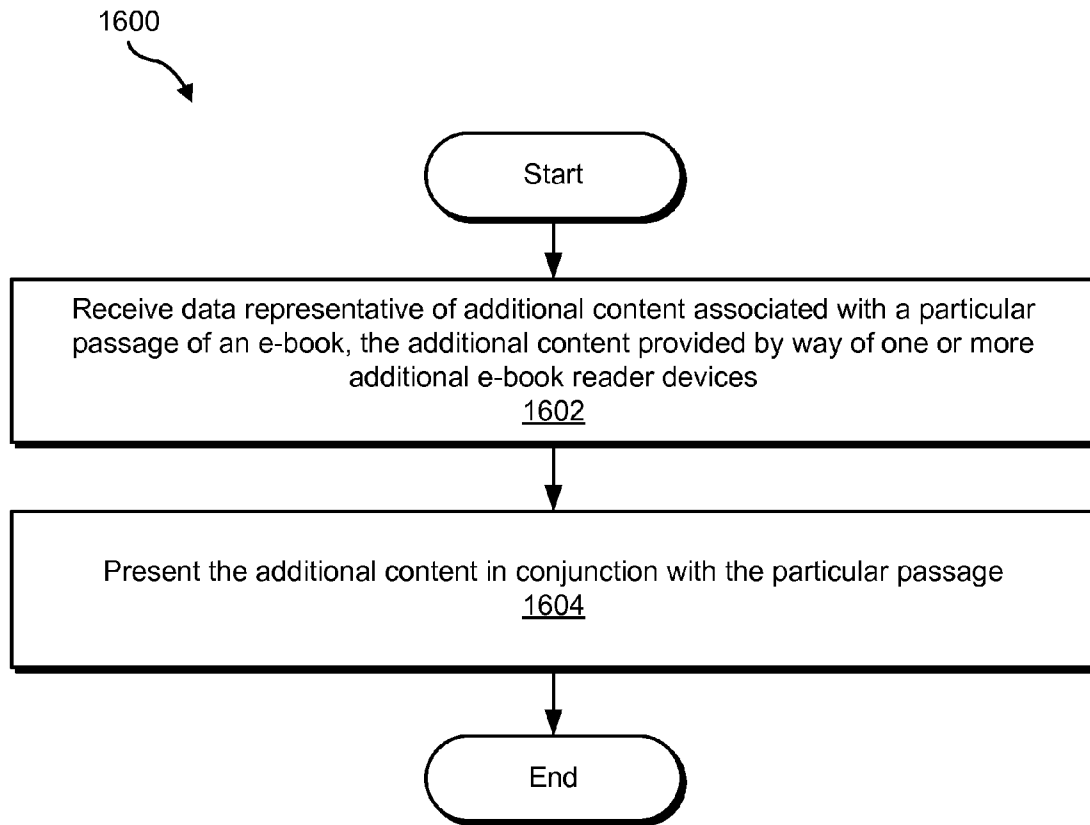 1600
Start
Receive data representative of additional content associated with a particular
passage of an e-book, the additional content provided by way of one or more
additional e-book reader devices
1602
Present the additional content in conjunction with the particular passage
1604
End